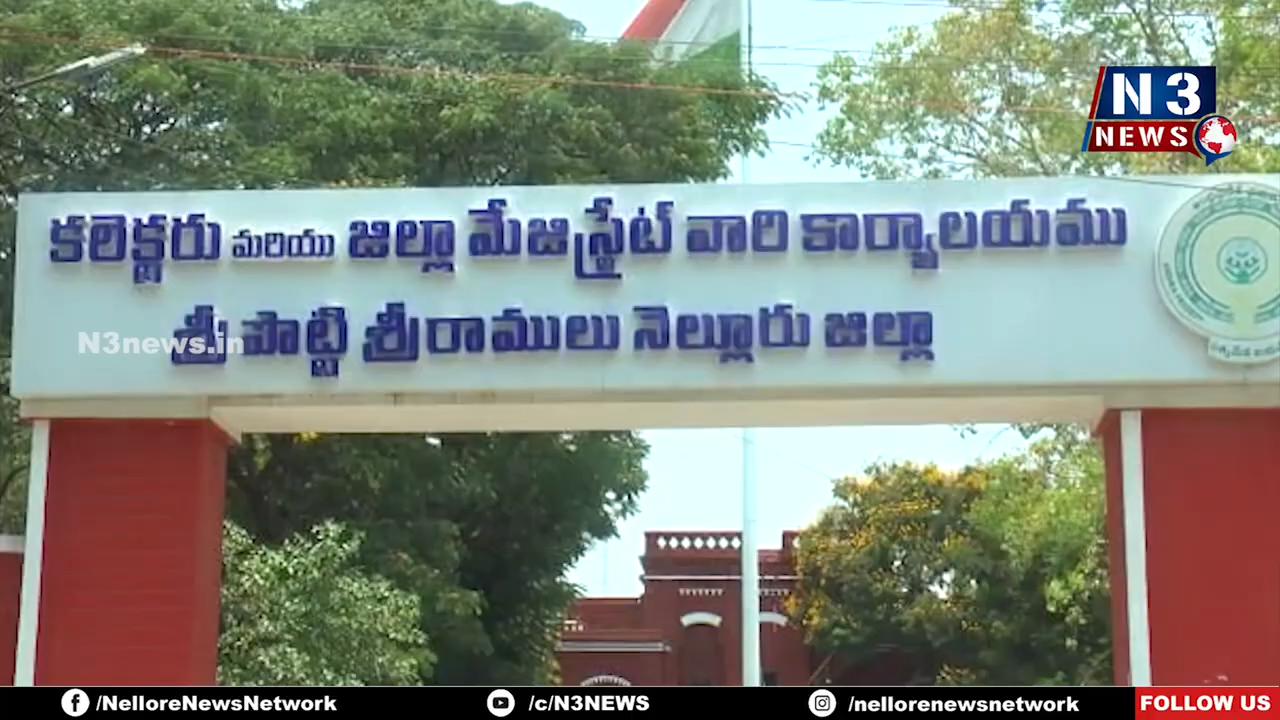 N3
NEWS
కలెక్టరు మరియు జిల్లా మేజిస్ట్రేట్ వారి కార్యాలయము
శ్రీ పొట్టి శ్రీరాములు నెల్లూరు జిల్లా
N3news.in
/NelloreNewsNetwork
/c/N3NEWS
/nellorenewsnetwork
FOLLOW US